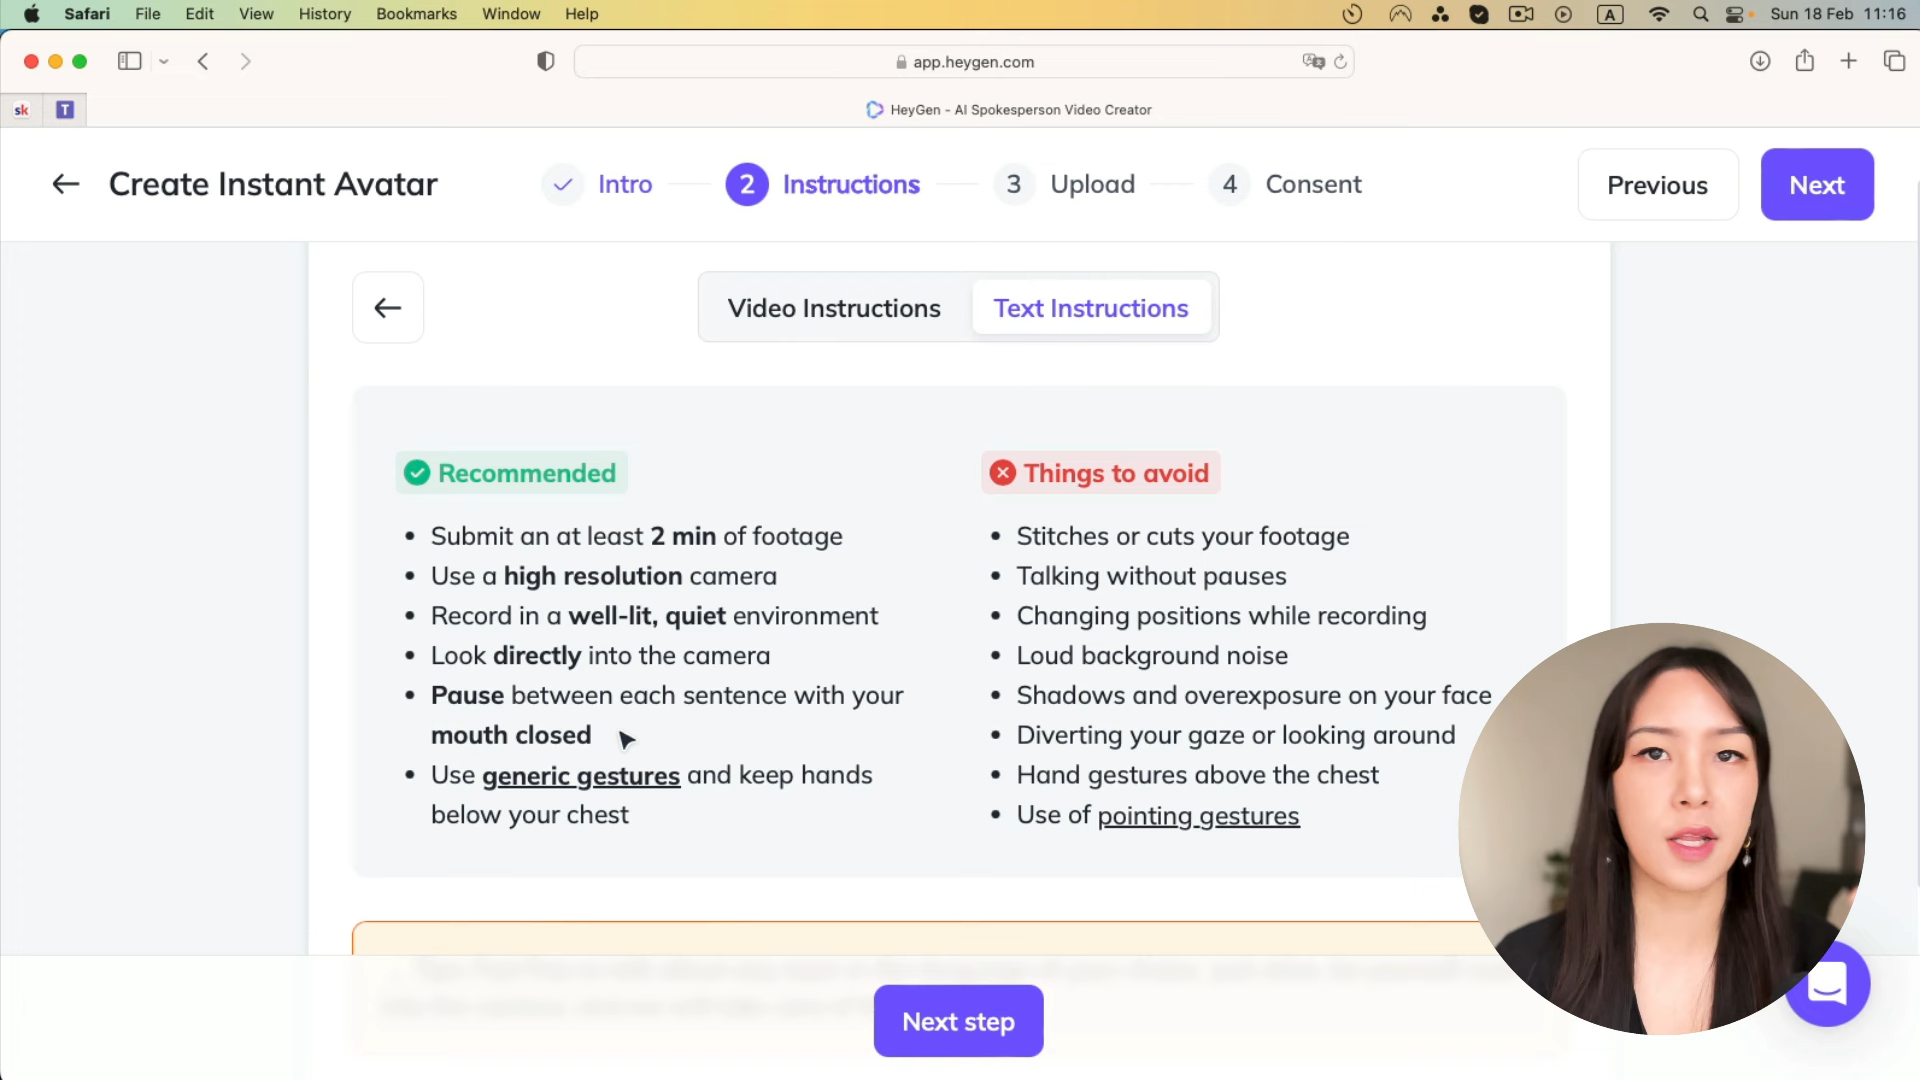 Safari File Edit View History Bookmarks Window Help A Sun 18 Feb 11:16
app.heygen.com
sk T HeyGen - AI Spokesperson Video Creator
Create Instant Avatar Intro 2 Instructions 3 Upload 4 Consent Previous Next
Video Instructions Text Instructions
Recommended
• Submit an at least 2 min of footage
• Use a high resolution camera
• Record in a well-lit, quiet environment
• Look directly into the camera
• Pause between each sentence with your
mouth closed
• Use generic gestures and keep hands
below your chest
Things to avoid
• Stitches or cuts your footage
• Talking without pauses
• Changing positions while recording
• Loud background noise
• Shadows and overexposure on your face
• Diverting your gaze or looking around
• Hand gestures above the chest
• Use of pointing gestures
Next step